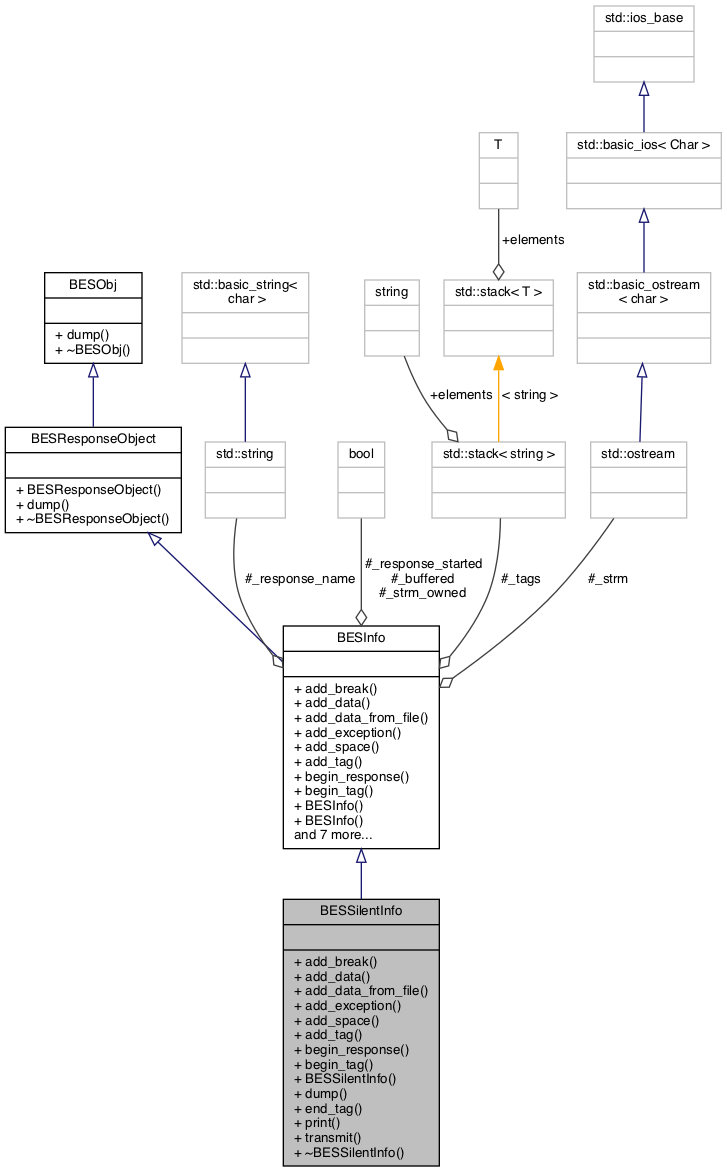 std::ios_base
T
std::basic_ios< Char >
+elements
BESObj
+ dump()
+ ~BESObj()
std::basic_string<
char >
string
std::stack< T >
std::basic_ostream
< char >
+elements
< string >
BESResponseObject
+ BESResponseObject()
+ dump()
+ ~BESResponseObject()
std::string
bool
std::stack< string >
std::ostream
#_response_name
#_response_started
#_buffered
#_strm_owned
#_tags
#_strm
BESInfo
+ add_break()
+ add_data()
+ add_data_from_file()
+ add_exception()
+ add_space()
+ add_tag()
+ begin_response()
+ begin_tag()
+ BESInfo()
+ BESInfo()
and 7 more...
BESSilentInfo
+ add_break()
+ add_data()
+ add_data_from_file()
+ add_exception()
+ add_space()
+ add_tag()
+ begin_response()
+ begin_tag()
+ BESSilentInfo()
+ dump()
+ end_tag()
+ print()
+ transmit()
+ ~BESSilentInfo()